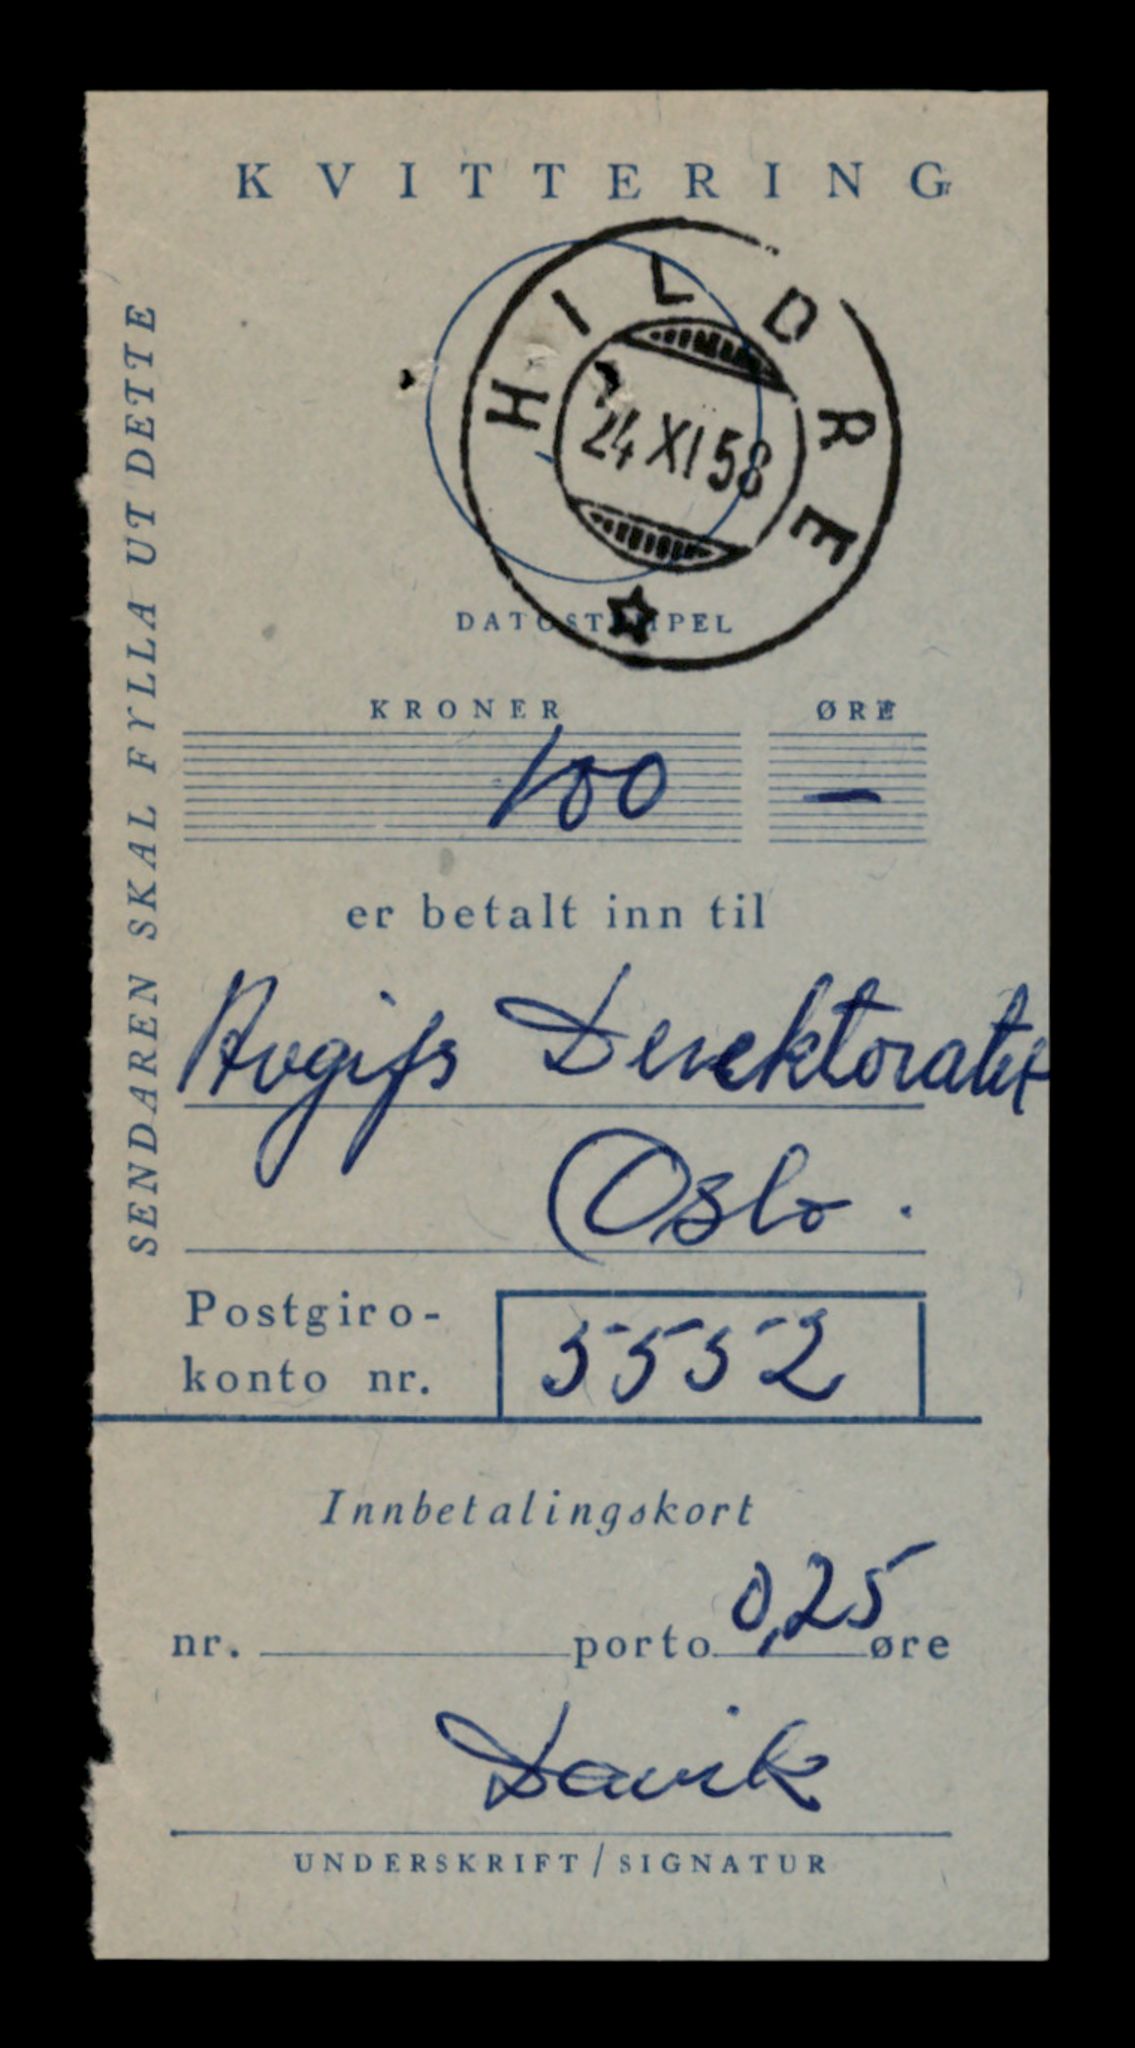 KVITTERING
SENDAREN SKAL FYLLA UT DETTE
HILDRE
24 XI 58
DATOSTEMPEL
KRONER ØRE
100 —
er betalt inn til
Avgifs Direktoratet
Oslo.
Postgiro-
konto nr. 5552
Innbetalingskort
nr. porto 0,25 øre
Davik
UNDERSKRIFT/SIGNATUR